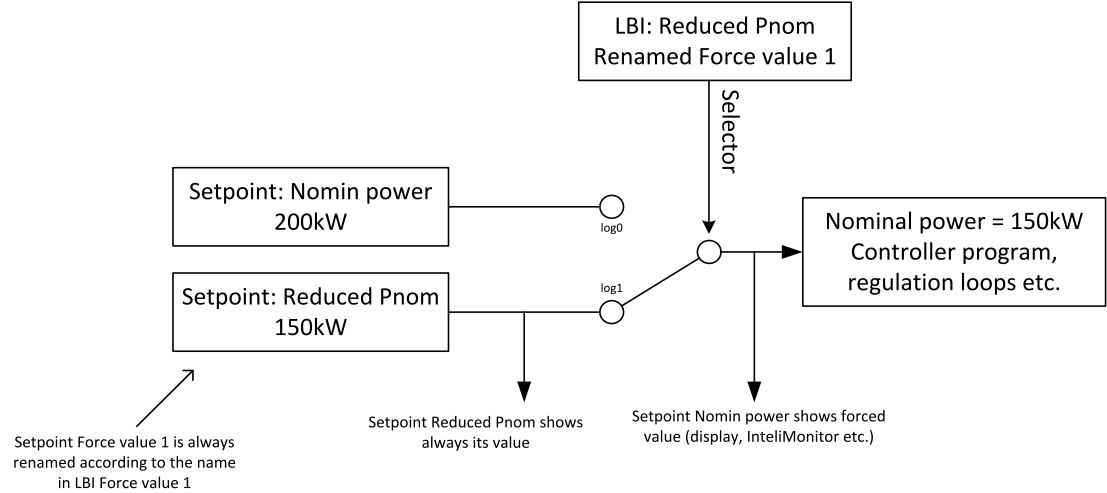 LBI: Reduced Pnom
Renamed Force value 1
Selector
Setpoint: Nomin power
200kW
log0
Nominal power = 150kW
Controller program,
regulation loops etc.
Setpoint: Reduced Pnom
150kW
log1
Setpoint Force value 1 is always
renamed according to the name
in LBI Force value 1
Setpoint Reduced Pnom shows
always its value
Setpoint Nomin power shows forced
value (display, InteliMonitor etc.)